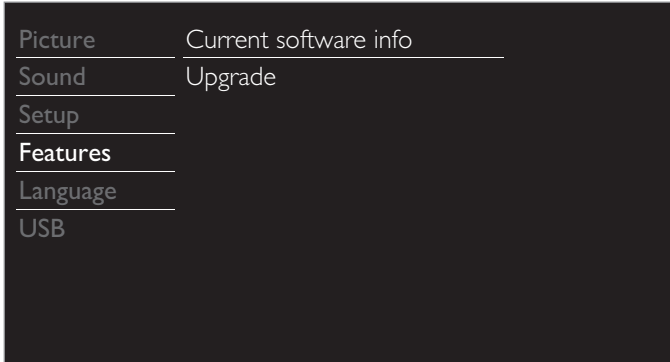 Picture
Sound
Setup
Features
Language
USB
Current software info
Upgrade